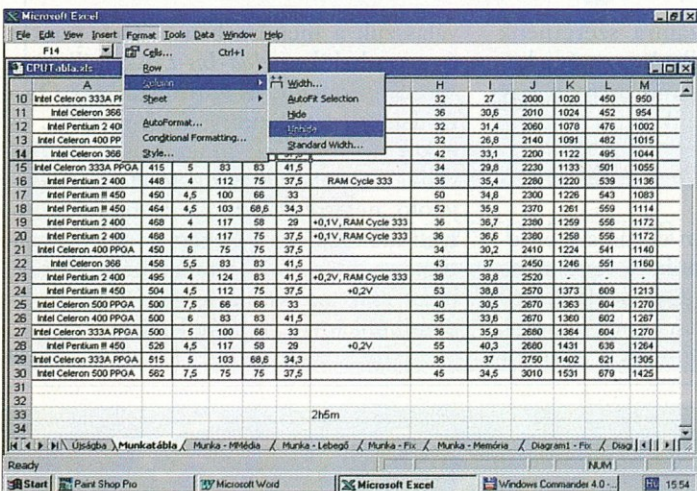 Microsoft Excel
File Edit View Insert Format Tools Data Window Help
F14
Cells... Ctrl+1
CPUTabla.xls
Row
Column
Width...
Sheet
AutoFit Selection
Hide
AutoFormat...
Unhide
Conditional Formatting...
Standard Width...
Style...
A H I J K L M
10 Intel Celeron 333A 32 27 2000 1020 450 950
11 Intel Celeron 366 36 30,6 2010 1024 452 954
12 Intel Pentium 2 400 32 31,4 2060 1078 476 1002
13 Intel Celeron 400 PPG 32 26,8 2140 1091 482 1015
14 Intel Celeron 366 42 33,1 2200 1122 495 1044
15 Intel Celeron 333A PPGA 415 5 83 83 41,5 34 29,8 2230 1133 501 1055
16 Intel Pentium 2 400 448 4 112 75 37,5 RAM Cycle 333 35 35,4 2280 1220 539 1136
17 Intel Pentium !!! 450 450 4,5 100 66 33 50 34,8 2300 1226 543 1083
18 Intel Pentium !!! 450 464 4,5 103 68,6 34,3 52 35,9 2370 1261 569 1114
19 Intel Pentium 2 400 468 4 117 58 29 +0,1V, RAM Cycle 333 36 36,7 2380 1259 556 1172
20 Intel Pentium 2 400 468 4 117 75 37,5 +0,1V, RAM Cycle 333 36 36,6 2380 1258 556 1172
21 Intel Celeron 400 PPGA 450 6 75 75 37,5 34 30,2 2410 1224 541 1140
22 Intel Celeron 366 458 5,5 83 83 41,5 43 37 2450 1246 551 1160
23 Intel Pentium 2 400 495 4 124 83 41,5 +0,2V, RAM Cycle 333 38 38,8 2520 - - -
24 Intel Pentium !!! 450 504 4,5 112 75 37,5 +0,2V 53 38,8 2570 1373 609 1213
25 Intel Celeron 500 PPGA 500 7,5 66 66 33 40 30,5 2670 1363 604 1270
26 Intel Celeron 400 PPGA 500 6 83 83 41,5 35 33,6 2670 1360 602 1267
27 Intel Celeron 333A PPGA 500 5 100 66 33 36 35,9 2680 1364 604 1270
28 Intel Pentium !!! 450 526 4,5 117 58 29 +0,2V 55 40,3 2680 1431 636 1264
29 Intel Celeron 333A PPGA 515 5 103 68,6 34,3 36 37 2750 1402 621 1305
30 Intel Celeron 500 PPGA 562 7,5 75 75 37,5 45 34,5 3010 1531 679 1425
31
32
33 2h5m
34
Újságba Munkatábla Munka - MMédia Munka - Lebegő Munka - Fix Munka - Memória Diagram1 - Fix Diag
Ready NUM
Start Paint Shop Pro Microsoft Word Microsoft Excel Windows Commander 4.0 - .. HU 15:54